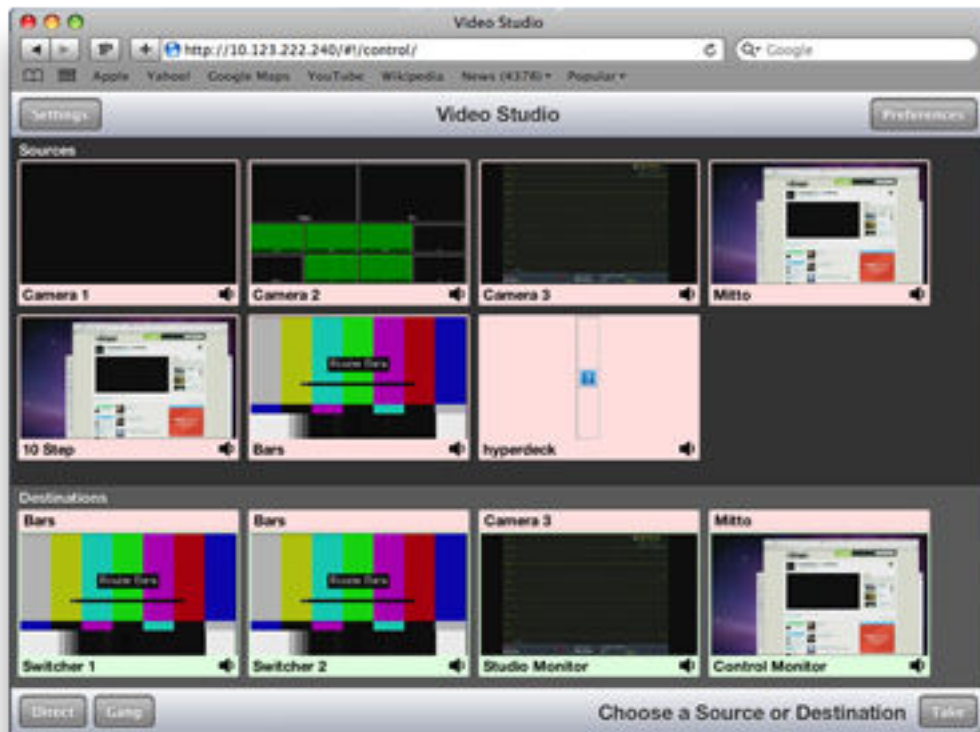 Video Studio
http://10.123.222.240/#!/control/
Google
Apple Yahoo! Google Maps YouTube Wikipedia News (4378) Popular
Settings
Video Studio
Preferences
Sources
Camera 1
Camera 2
Camera 3
Mitto
10 Step
Bars
hyperdeck
Destinations
Bars
Bars
Camera 3
Mitto
Switcher 1
Switcher 2
Studio Monitor
Control Monitor
Direct
Gang
Choose a Source or Destination
Take